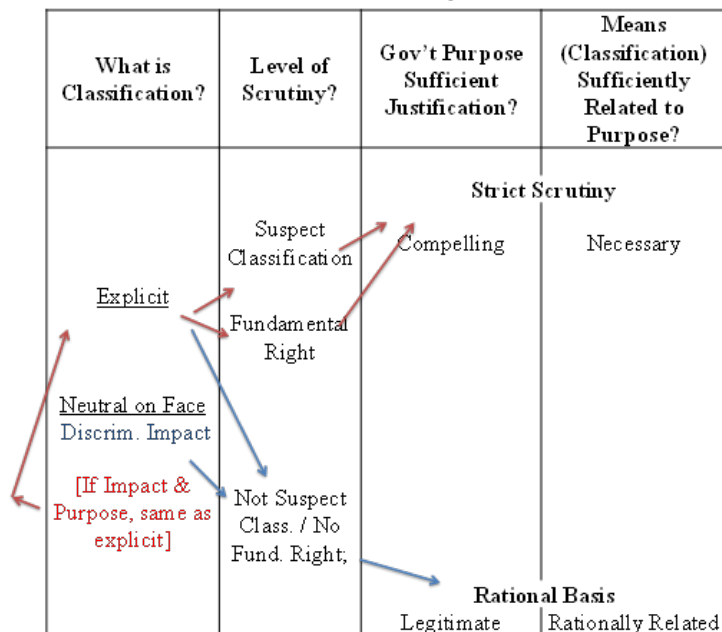 What is
Classification?
Level of
Scrutiny?
Gov't Purpose
Sufficient
Justification?
Means
(Classification)
Sufficiently
Related to
Purpose?
Strict Scrutiny
Suspect
Classification
Compelling
Necessary
Explicit
Fundamental
Right
Neutral on Face
Discrim. Impact
[If Impact &
Purpose, same as
explicit]
Not Suspect
Class. / No
Fund. Right;
Rational Basis
Legitimate
Rationally Related